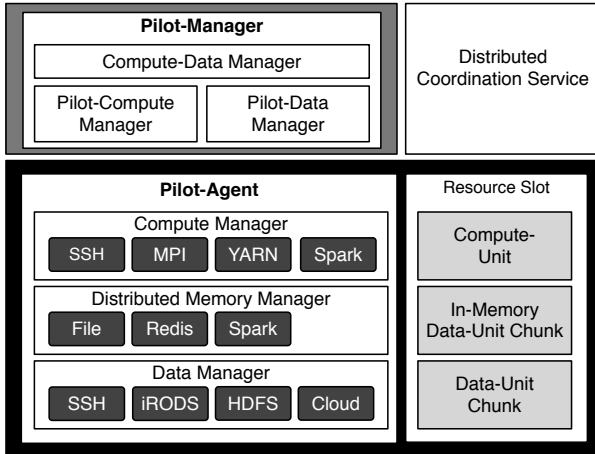 Pilot-Manager
Compute-Data Manager
Pilot-Compute
Manager
Pilot-Data
Manager
Distributed
Coordination Service
Pilot-Agent
Compute Manager
SSH
MPI
YARN
Spark
Distributed Memory Manager
File
Redis
Spark
Data Manager
SSH
iRODS
HDFS
Cloud
Resource Slot
Compute-
Unit
In-Memory
Data-Unit Chunk
Data-Unit
Chunk